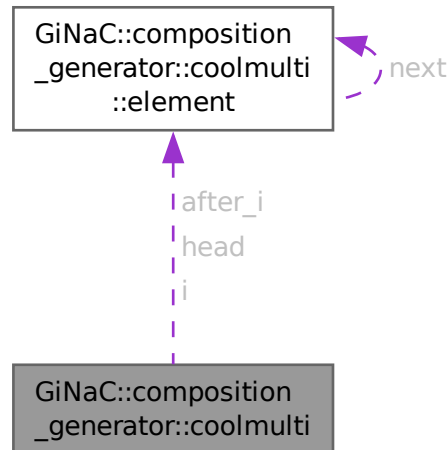 GiNaC::composition
_generator::coolmulti
::element
next
after_i
head
i
GiNaC::composition
_generator::coolmulti